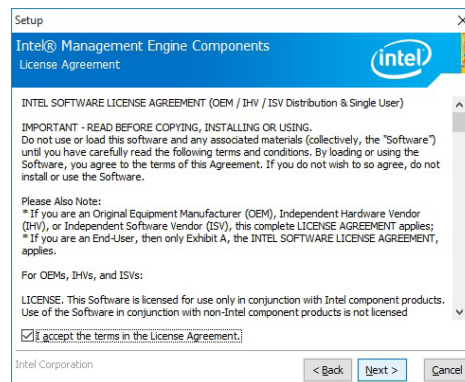 Setup
Intel® Management Engine Components
License Agreement
intel
INTEL SOFTWARE LICENSE AGREEMENT (OEM / IHV / ISV Distribution & Single User)
IMPORTANT - READ BEFORE COPYING, INSTALLING OR USING.
Do not use or load this software and any associated materials (collectively, the "Software")
until you have carefully read the following terms and conditions. By loading or using the
Software, you agree to the terms of this Agreement. If you do not wish to so agree, do not
install or use the Software.
Please Also Note:
* If you are an Original Equipment Manufacturer (OEM), Independent Hardware Vendor
(IHV), or Independent Software Vendor (ISV), this complete LICENSE AGREEMENT applies;
* If you are an End-User, then only Exhibit A, the INTEL SOFTWARE LICENSE AGREEMENT,
applies.
For OEMs, IHVs, and ISVs:
LICENSE. This Software is licensed for use only in conjunction with Intel component products.
Use of the Software in conjunction with non-Intel component products is not licensed
I accept the terms in the License Agreement.
Intel Corporation
< Back Next > Cancel